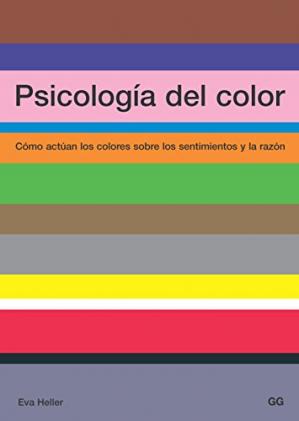 Psicología del color
Cómo actúan los colores sobre los sentimientos y la razón
Eva Heller
GG